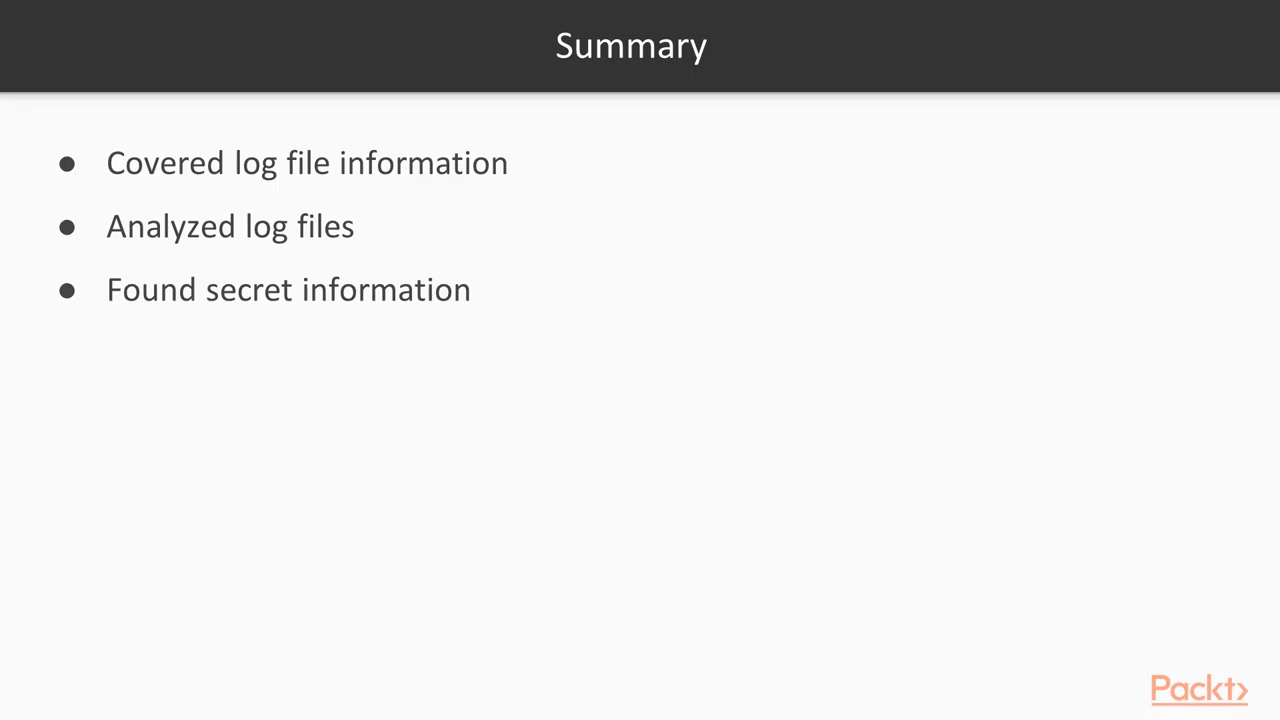 Summary
● Covered log file information
● Analyzed log files
● Found secret information
Packt>